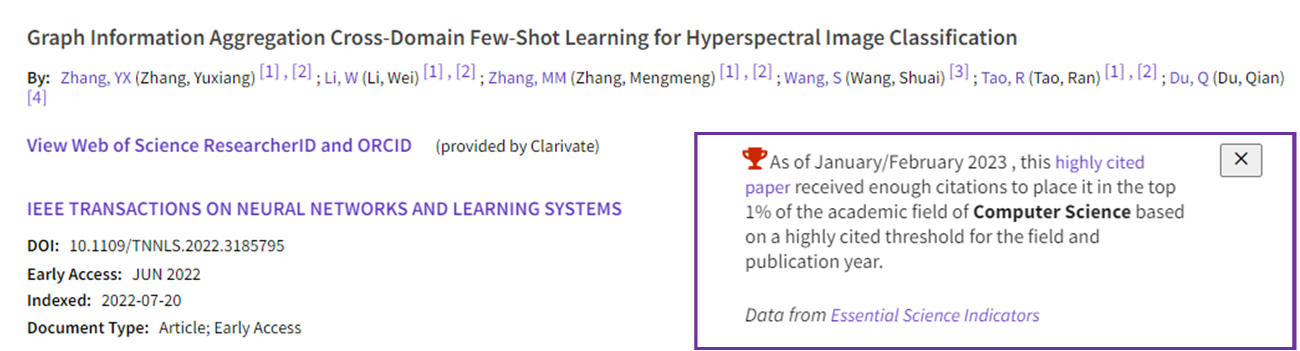 Graph Information Aggregation Cross-Domain Few-Shot Learning for Hyperspectral Image Classification
By: Zhang, YX (Zhang, Yuxiang) [1] , [2] ; Li, W (Li, Wei) [1] , [2] ; Zhang, MM (Zhang, Mengmeng) [1] , [2] ; Wang, S (Wang, Shuai) [3] ; Tao, R (Tao, Ran) [1] , [2] ; Du, Q (Du, Qian)
[4]
View Web of Science ResearcherID and ORCID (provided by Clarivate)
IEEE TRANSACTIONS ON NEURAL NETWORKS AND LEARNING SYSTEMS
DOI: 10.1109/TNNLS.2022.3185795
Early Access: JUN 2022
Indexed: 2022-07-20
Document Type: Article; Early Access
As of January/February 2023 , this highly cited
paper received enough citations to place it in the top
1% of the academic field of Computer Science based
on a highly cited threshold for the field and
publication year.
Data from Essential Science Indicators